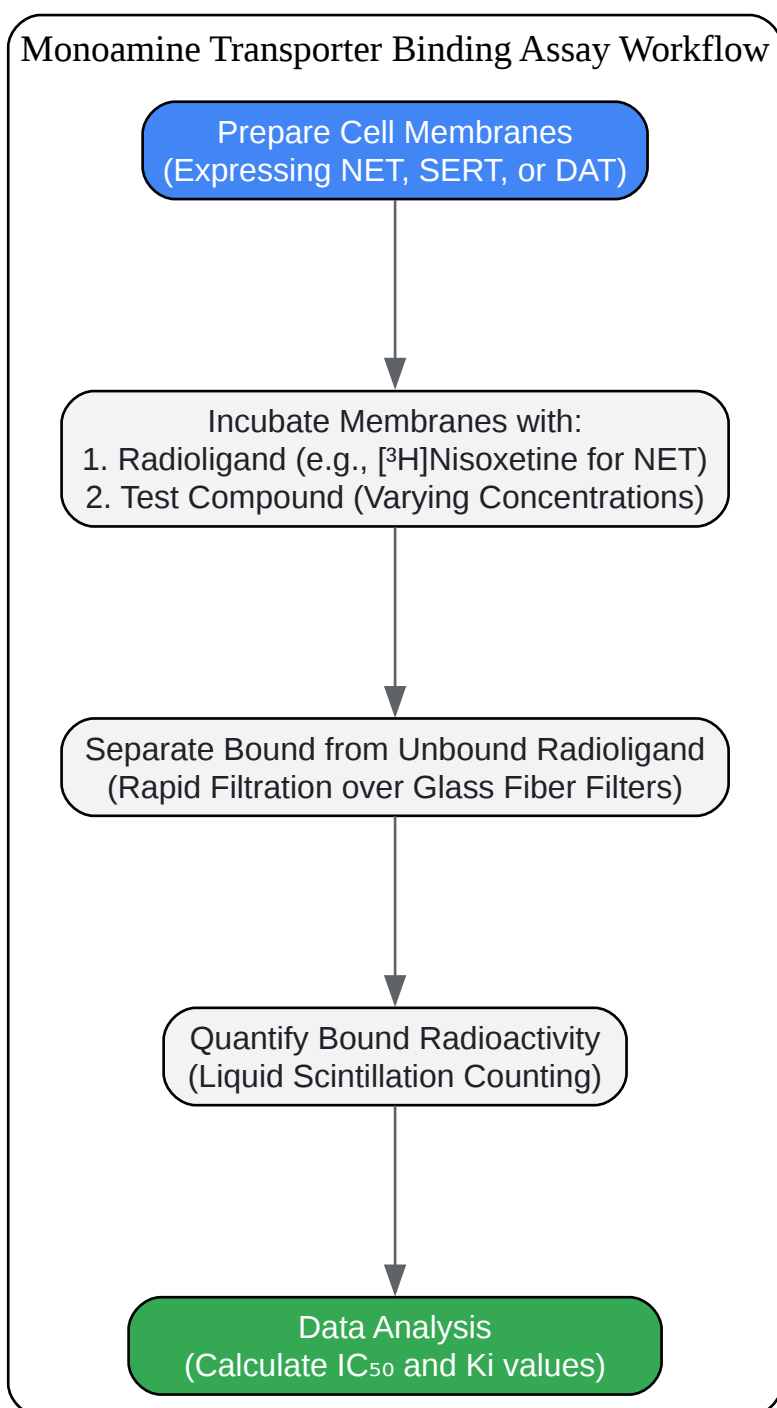 Monoamine Transporter Binding Assay Workflow
Prepare Cell Membranes
(Expressing NET, SERT, or DAT)
Incubate Membranes with:
1. Radioligand (e.g., [³H]Nisoxetine for NET)
2. Test Compound (Varying Concentrations)
Separate Bound from Unbound Radioligand
(Rapid Filtration over Glass Fiber Filters)
Quantify Bound Radioactivity
(Liquid Scintillation Counting)
Data Analysis
(Calculate IC₅₀ and Ki values)